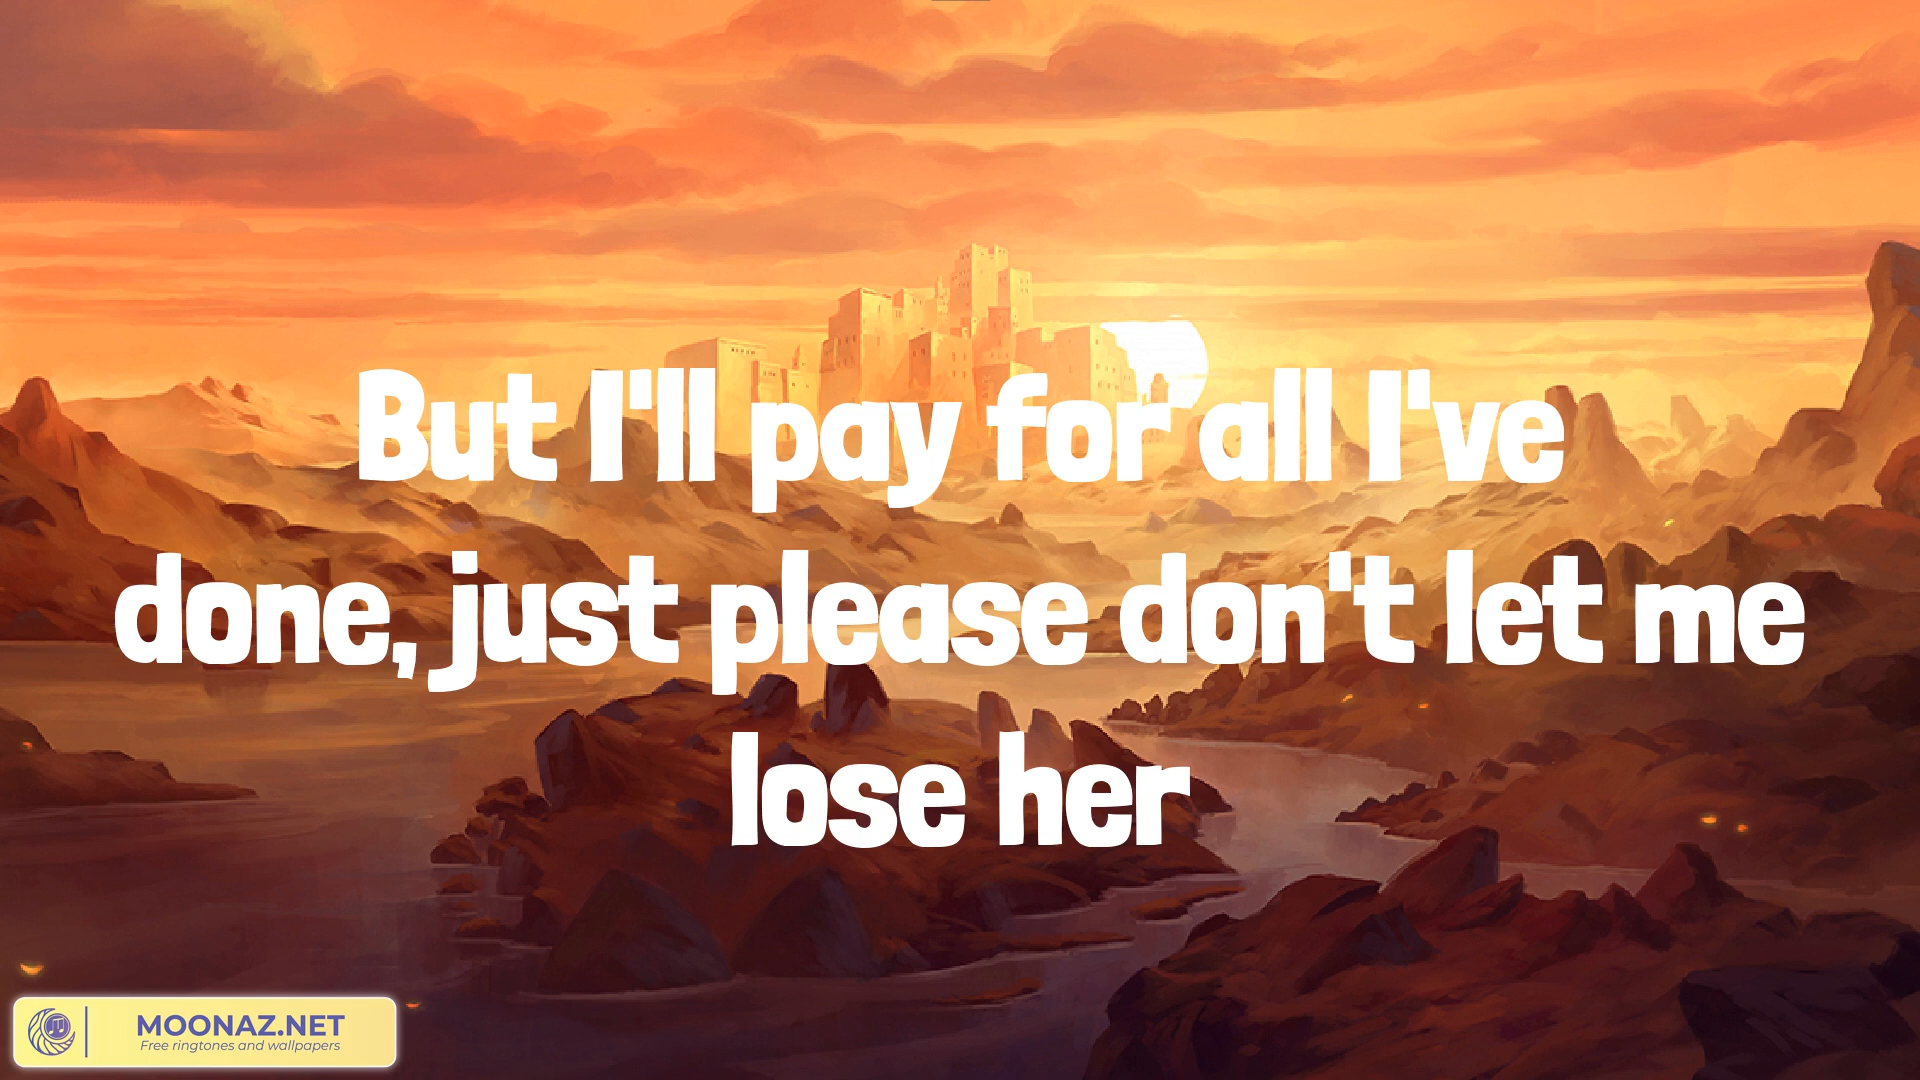 But I'll pay for all I've
done, just please don't let me
lose her
MOONAZ.NET
Free ringtones and wallpapers